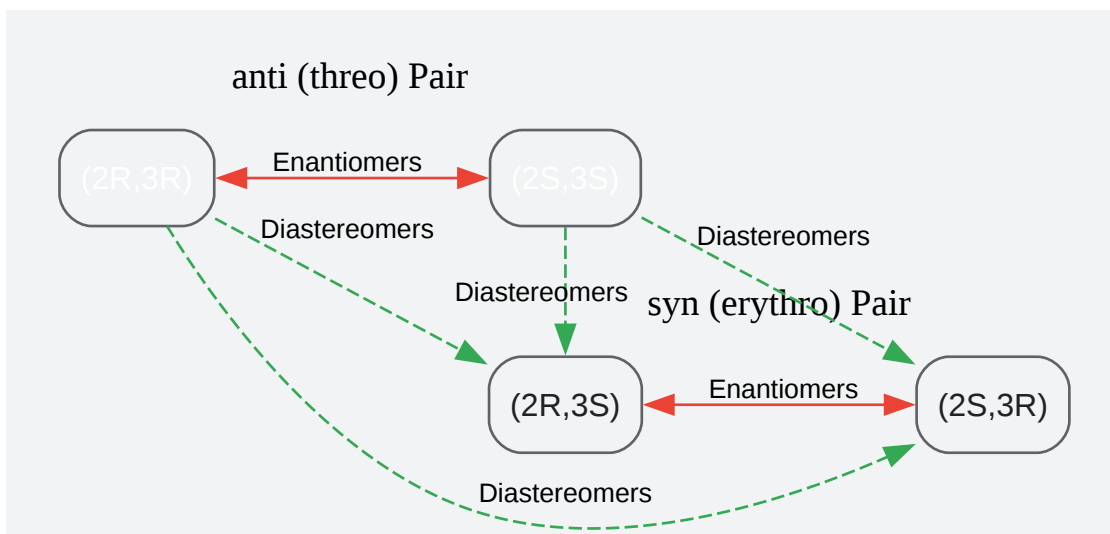 anti (threo) Pair
(2R,3R)
Enantiomers
(2S,3S)
Diastereomers
Diastereomers
Diastereomers
syn (erythro) Pair
(2R,3S)
Enantiomers
(2S,3R)
Diastereomers